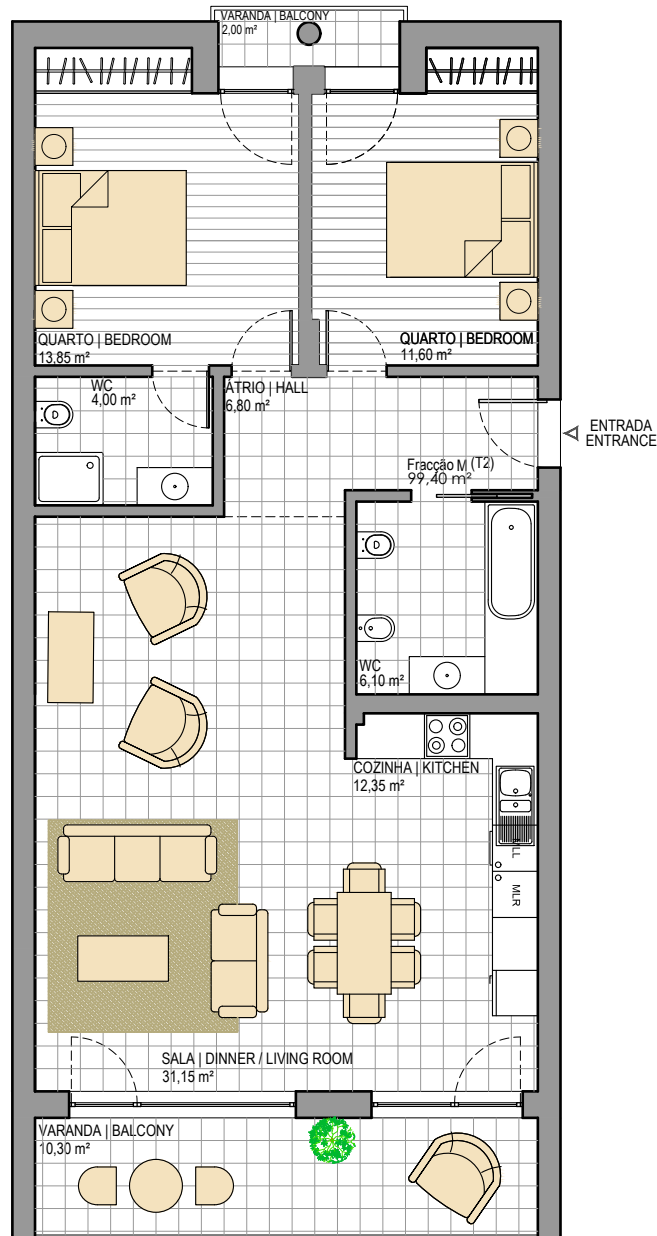 VARANDA | BALCONY
2,00 m²
QUARTO | BEDROOM
13,85 m²
QUARTO | BEDROOM
11,60 m²
WC
4,00 m²
ÁTRIO | HALL
6,80 m²
ENTRADA
ENTRANCE
Fracção M (T2)
99,40 m²
WC
6,10 m²
COZINHA | KITCHEN
12,35 m²
MLL
MLR
SALA | DINNER / LIVING ROOM
31,15 m²
VARANDA | BALCONY
10,30 m²